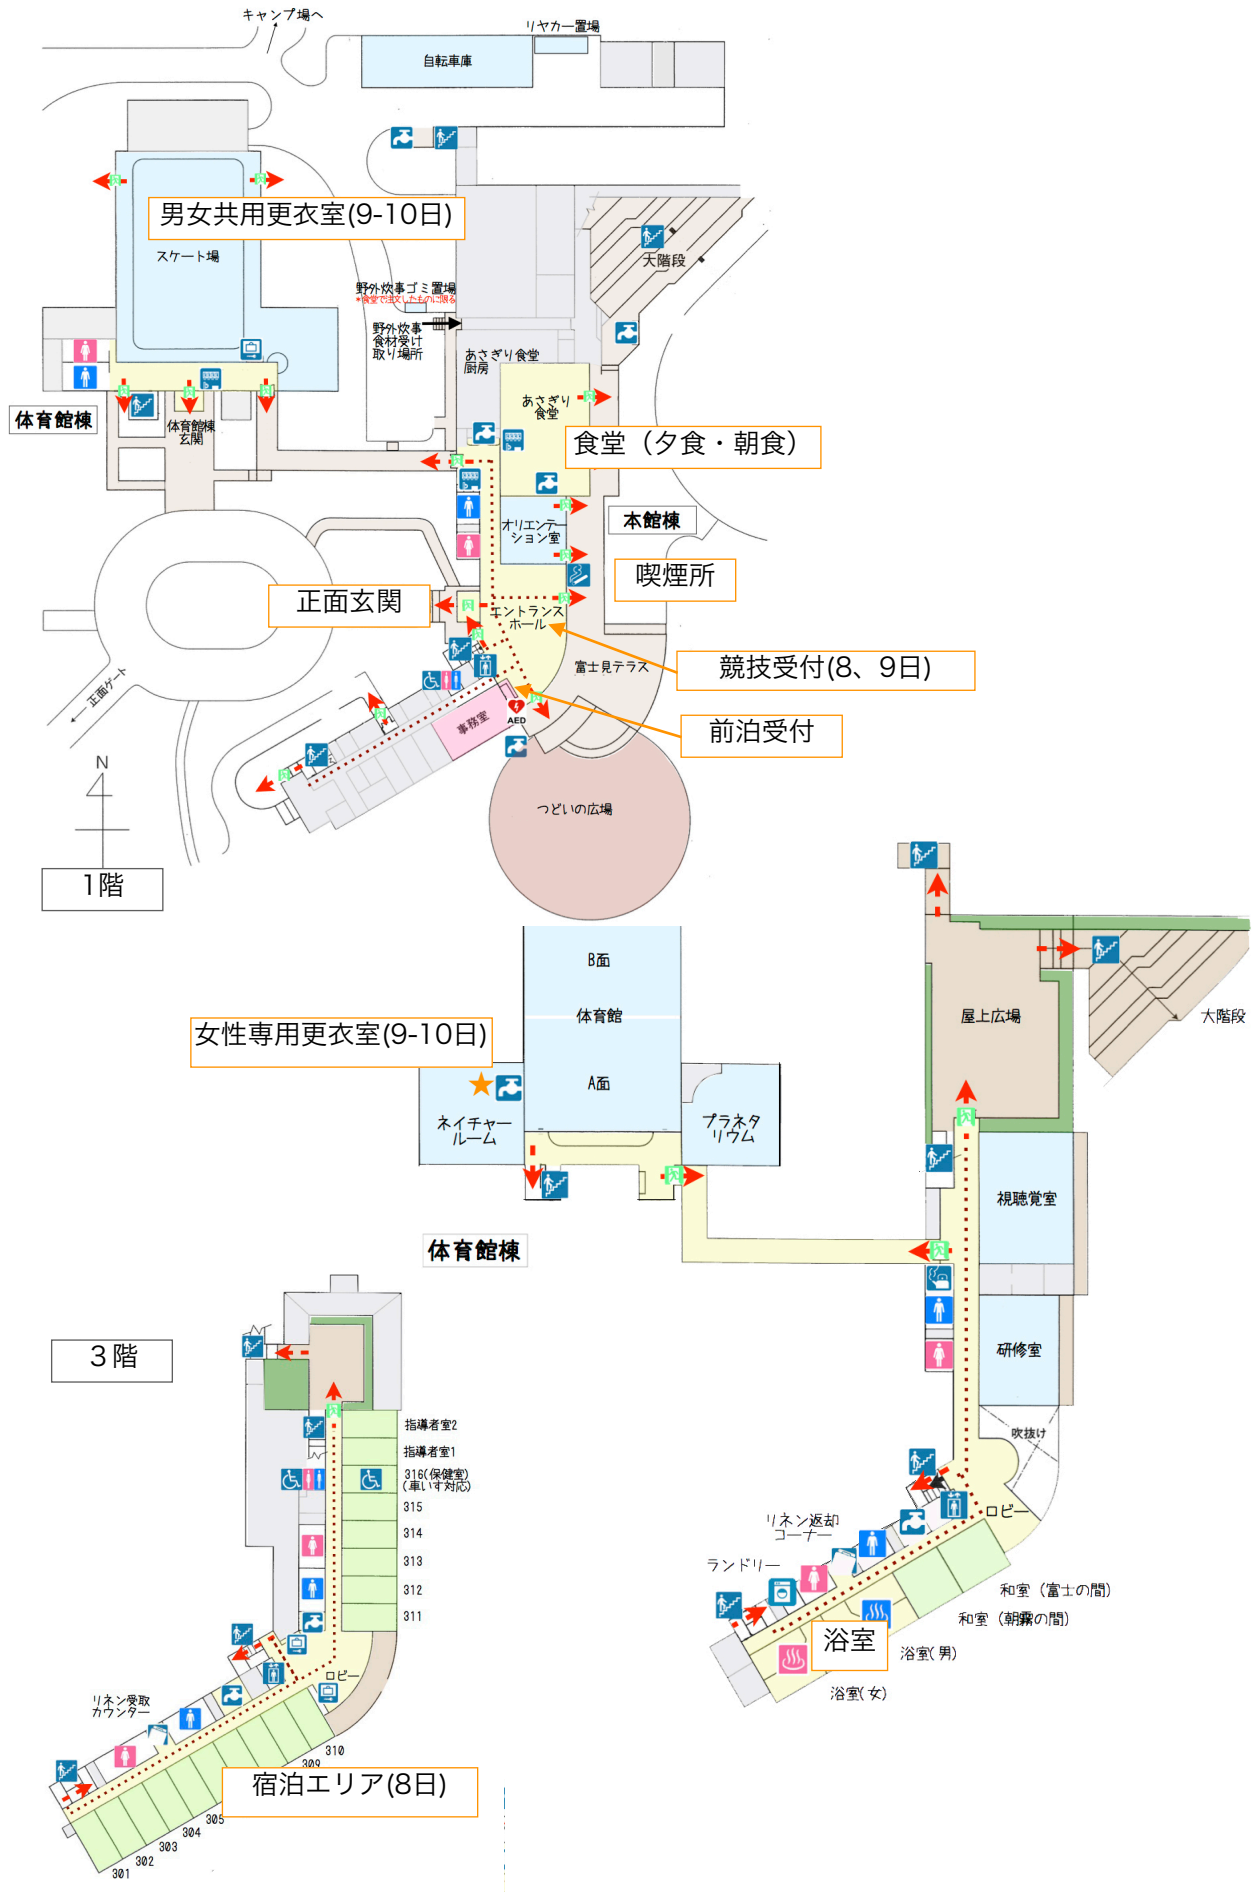 キャンプ場へ
リヤカー置場
自転車庫
男女共用更衣室(9-10日)
スケート場
大階段
野外炊事ゴミ置場
*食堂で注文したものに限る
野外炊事
食材受け
取り場所
あさぎり食堂
厨房
あさぎり
食堂
体育館棟
体育館棟
玄関
食堂（夕食・朝食）
オリエンテー
ション室
本館棟
喫煙所
正面玄関
エントランス
ホール
競技受付(8、9日)
富士見テラス
正面ゲート
前泊受付
事務室
AED
N
つどいの広場
1階
B面
体育館
A面
女性専用更衣室(9-10日)
ネイチャー
ルーム
プラネタ
リウム
屋上広場
大階段
視聴覚室
体育館棟
研修室
吹抜け
ロビー
リネン返却
コーナー
ランドリー
和室（富士の間）
和室（朝霧の間）
浴室
浴室(男)
浴室(女)
３階
指導者室2
指導者室1
316(保健室)
(車いす対応)
315
314
313
312
311
ロビー
リネン受取
カウンター
310
309
宿泊エリア(8日)
305
304
303
302
301